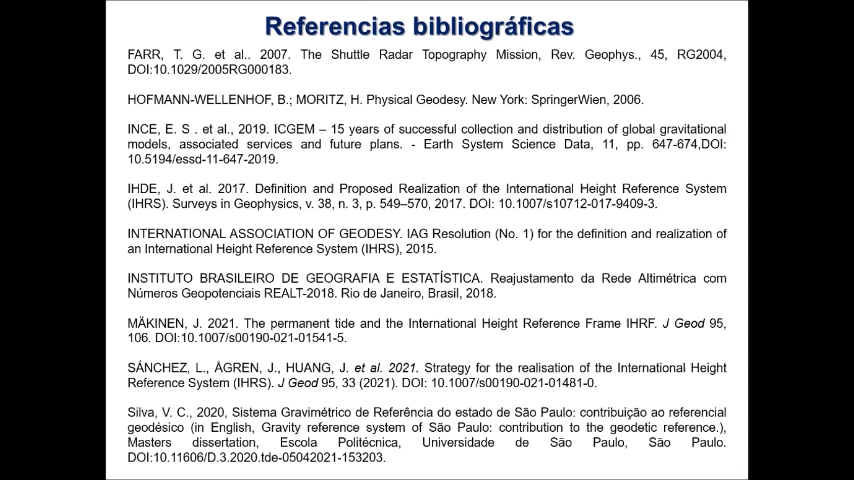 Referencias bibliográficas
FARR, T. G. et al.. 2007. The Shuttle Radar Topography Mission, Rev. Geophys., 45, RG2004,
DOI:10.1029/2005RG000183.
HOFMANN-WELLENHOF, B.; MORITZ, H. Physical Geodesy. New York: SpringerWien, 2006.
INCE, E. S . et al., 2019. ICGEM – 15 years of successful collection and distribution of global gravitational
models, associated services and future plans. - Earth System Science Data, 11, pp. 647-674,DOI:
10.5194/essd-11-647-2019.
IHDE, J. et al. 2017. Definition and Proposed Realization of the International Height Reference System
(IHRS). Surveys in Geophysics, v. 38, n. 3, p. 549–570, 2017. DOI: 10.1007/s10712-017-9409-3.
INTERNATIONAL ASSOCIATION OF GEODESY. IAG Resolution (No. 1) for the definition and realization of
an International Height Reference System (IHRS), 2015.
INSTITUTO BRASILEIRO DE GEOGRAFIA E ESTATÍSTICA. Reajustamento da Rede Altimétrica com
Números Geopotenciais REALT-2018. Rio de Janeiro, Brasil, 2018.
MÄKINEN, J. 2021. The permanent tide and the International Height Reference Frame IHRF. J Geod 95,
106. DOI:10.1007/s00190-021-01541-5.
SÁNCHEZ, L., ÅGREN, J., HUANG, J. et al. 2021. Strategy for the realisation of the International Height
Reference System (IHRS). J Geod 95, 33 (2021). DOI: 10.1007/s00190-021-01481-0.
Silva, V. C., 2020, Sistema Gravimétrico de Referência do estado de São Paulo: contribuição ao referencial
geodésico (in English, Gravity reference system of São Paulo: contribution to the geodetic reference.),
Masters dissertation, Escola Politécnica, Universidade de São Paulo, São Paulo.
DOI:10.11606/D.3.2020.tde-05042021-153203.